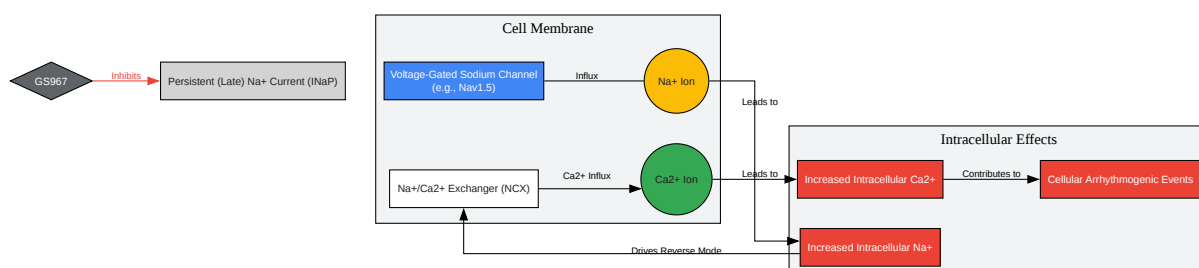 Cell Membrane
GS967
Inhibits
Persistent (Late) Na+ Current (INaP)
Voltage-Gated Sodium Channel
(e.g., Nav1.5)
Influx
Na+ Ion
Leads to
Na+/Ca2+ Exchanger (NCX)
Ca2+ Influx
Ca2+ Ion
Leads to
Intracellular Effects
Increased Intracellular Ca2+
Contributes to
Cellular Arrhythmogenic Events
Drives Reverse Mode
Increased Intracellular Na+